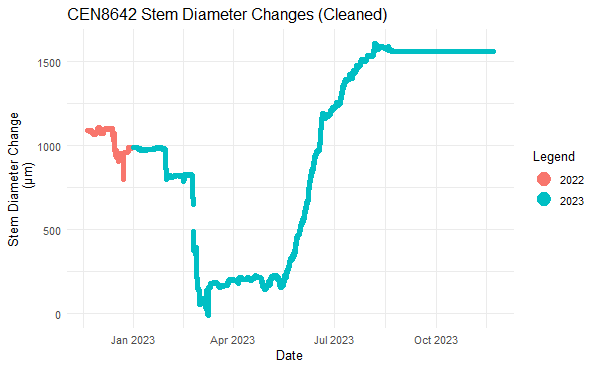 CEN8642 Stem Diameter Changes (Cleaned)
1500
1000
500
0
Stem Diameter Change
(µm)
Jan 2023
Apr 2023
Jul 2023
Oct 2023
Date
Legend
2022
2023